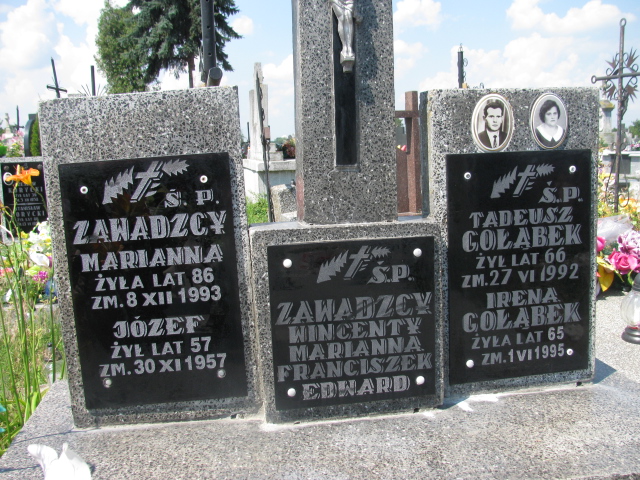 Ś. P.
ZAWADZCY
MARIANNA
ŻYŁA LAT 86
ZM. 8 XII 1993
JÓZEF
ŻYŁ LAT 57
ZM. 30 XI 1957
Ś.P.
ZAWADZCY
WINCENTY
MARIANNA
FRANCISZEK
EDWARD
Ś.P.
TADEUSZ
GOŁĄBEK
ŻYŁ LAT 66
ZM. 27 VI 1992
IRENA
GOŁĄBEK
ŻYŁA LAT 65
ZM. 1 VI 1995